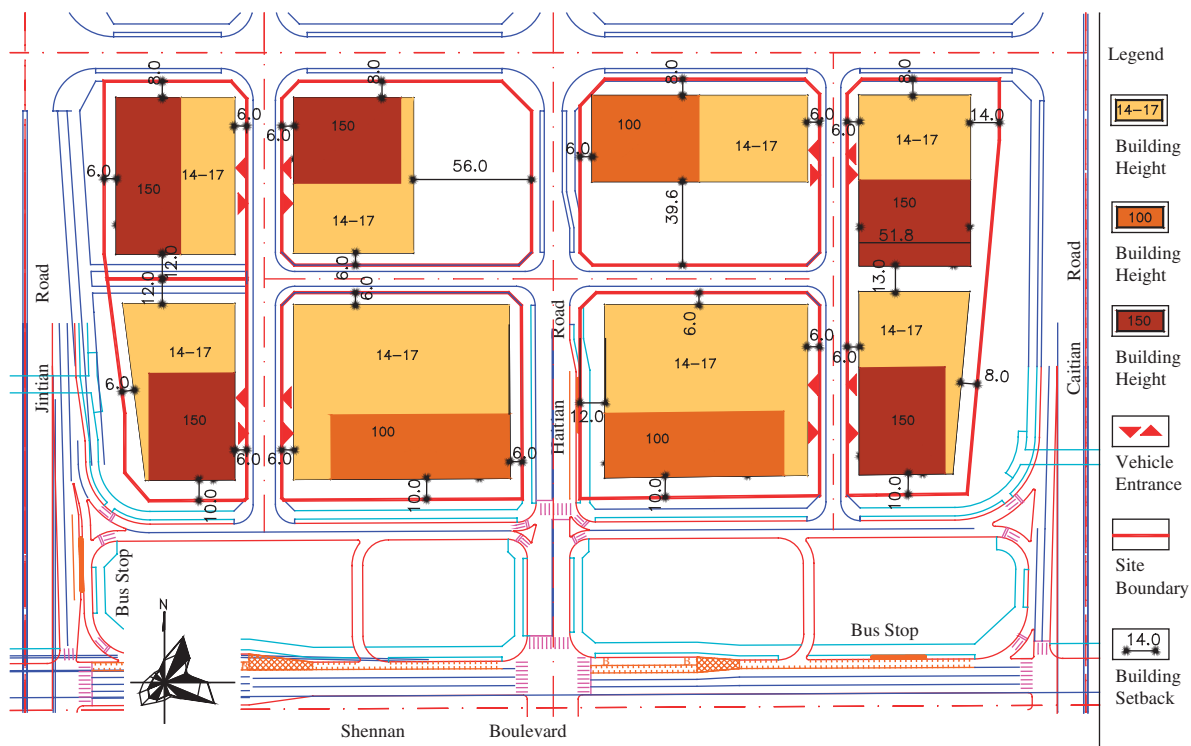 8.0
8.0
8.0
8.0
6.0
6.0
6.0
6.0
14.0
150
14-17
6.0
150
14-17
56.0
100
14-17
6.0
39.6
14-17
150
51.8
12.0
12.0
6.0
6.0
13.0
6.0
14-17
150
6.0
6.0
6.0
10.0
14-17
100
6.0
10.0
14-17
100
12.0
6.0
6.0
10.0
14-17
150
8.0
10.0
Jintian Road
Haitian Road
Caitian Road
Bus Stop
Bus Stop
N
Shennan Boulevard
Legend
14-17
Building
Height
100
Building
Height
150
Building
Height
Vehicle
Entrance
Site
Boundary
14.0
Building
Setback